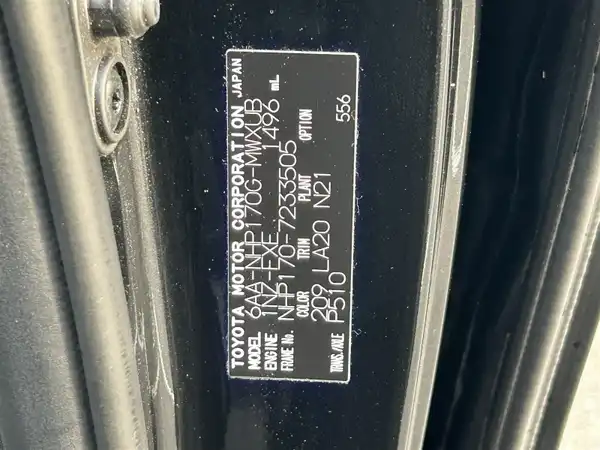 TOYOTA MOTOR CORPORATION JAPAN
MODEL 6AA-NHP170G-MWXUB
ENGINE 1NZ-EXE 1496 mL
FRAME No. NHP170-7233505
COLOR TRIM PLANT OPTION
209 LA20 N21
TRANS./AXLE P510 556